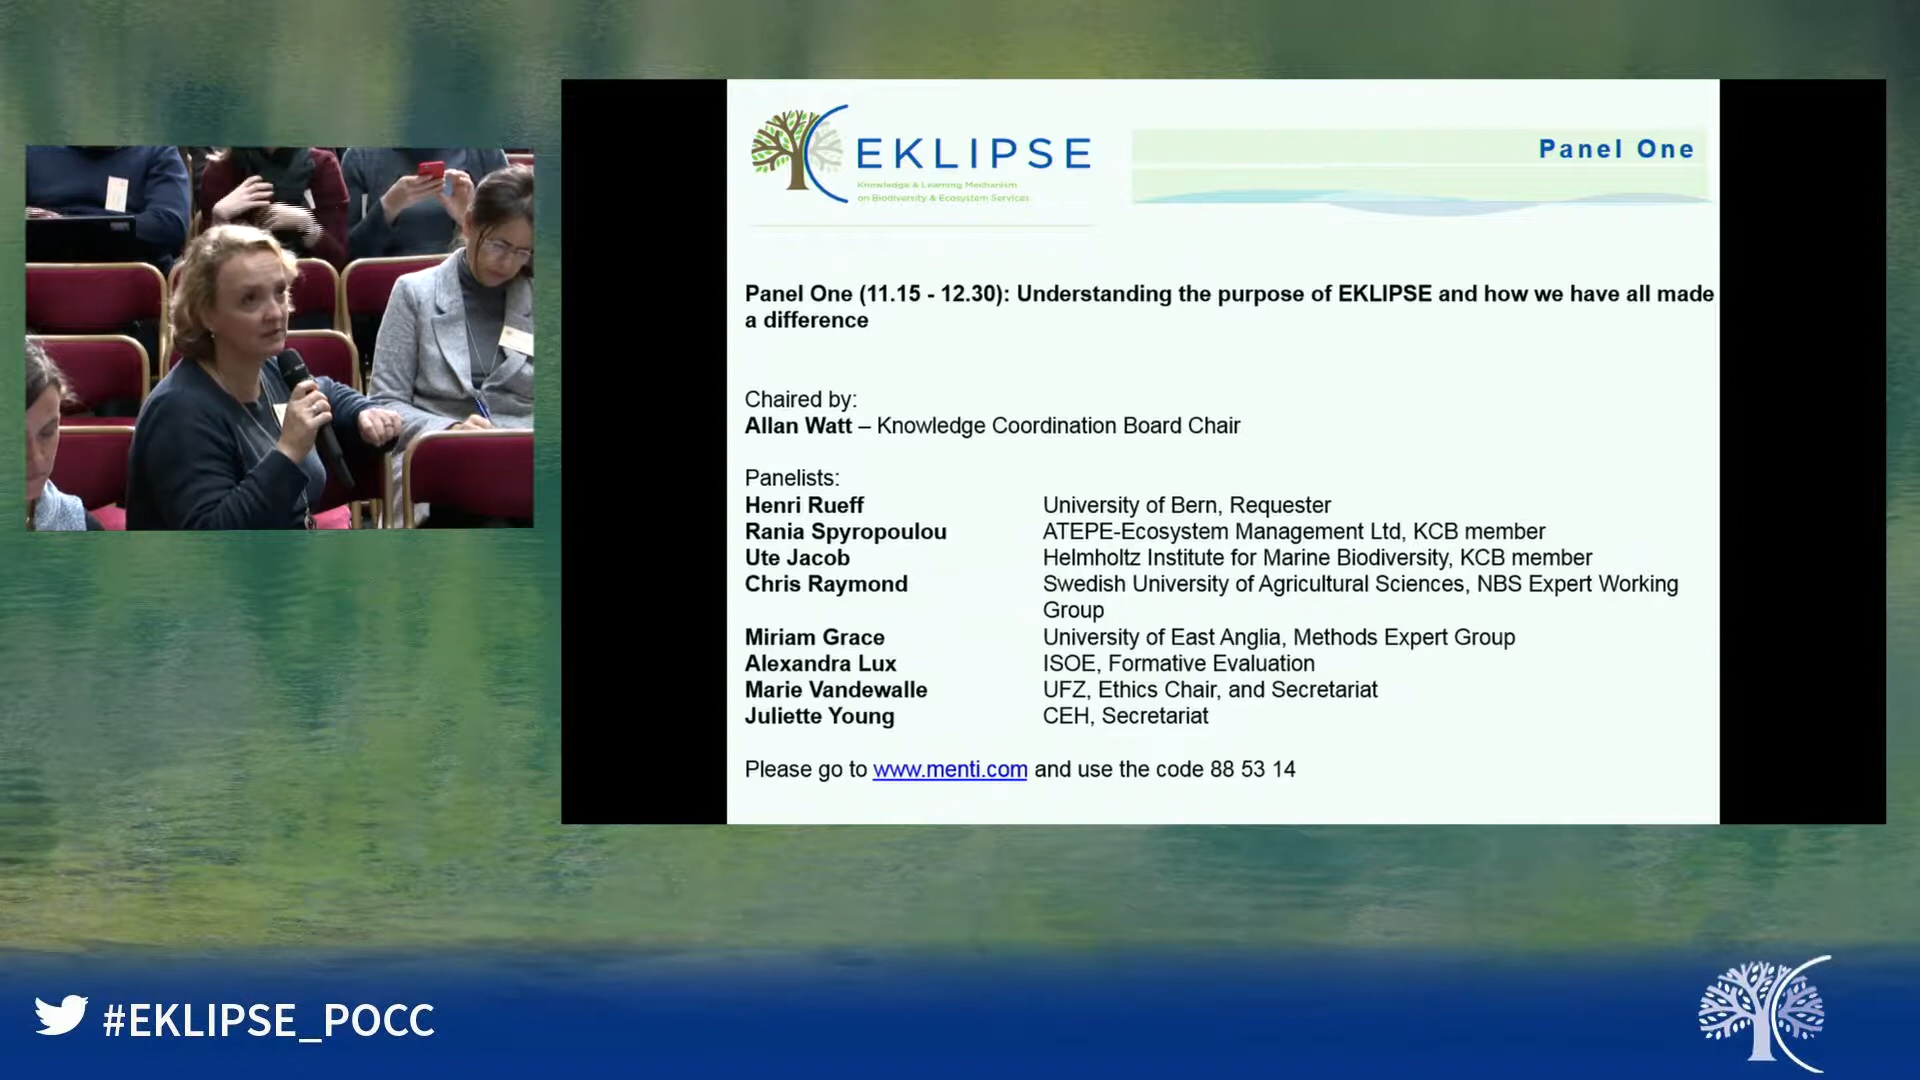 EKLIPSE
Knowledge & Learning Mechanism
on Biodiversity & Ecosystem Services
Panel One
Panel One (11.15 - 12.30): Understanding the purpose of EKLIPSE and how we have all made
a difference
Chaired by:
Allan Watt – Knowledge Coordination Board Chair
Panelists:
Henri Rueff University of Bern, Requester
Rania Spyropoulou ATEPE-Ecosystem Management Ltd, KCB member
Ute Jacob Helmholtz Institute for Marine Biodiversity, KCB member
Chris Raymond Swedish University of Agricultural Sciences, NBS Expert Working
Group
Miriam Grace University of East Anglia, Methods Expert Group
Alexandra Lux ISOE, Formative Evaluation
Marie Vandewalle UFZ, Ethics Chair, and Secretariat
Juliette Young CEH, Secretariat
Please go to www.menti.com and use the code 88 53 14
#EKLIPSE_POCC